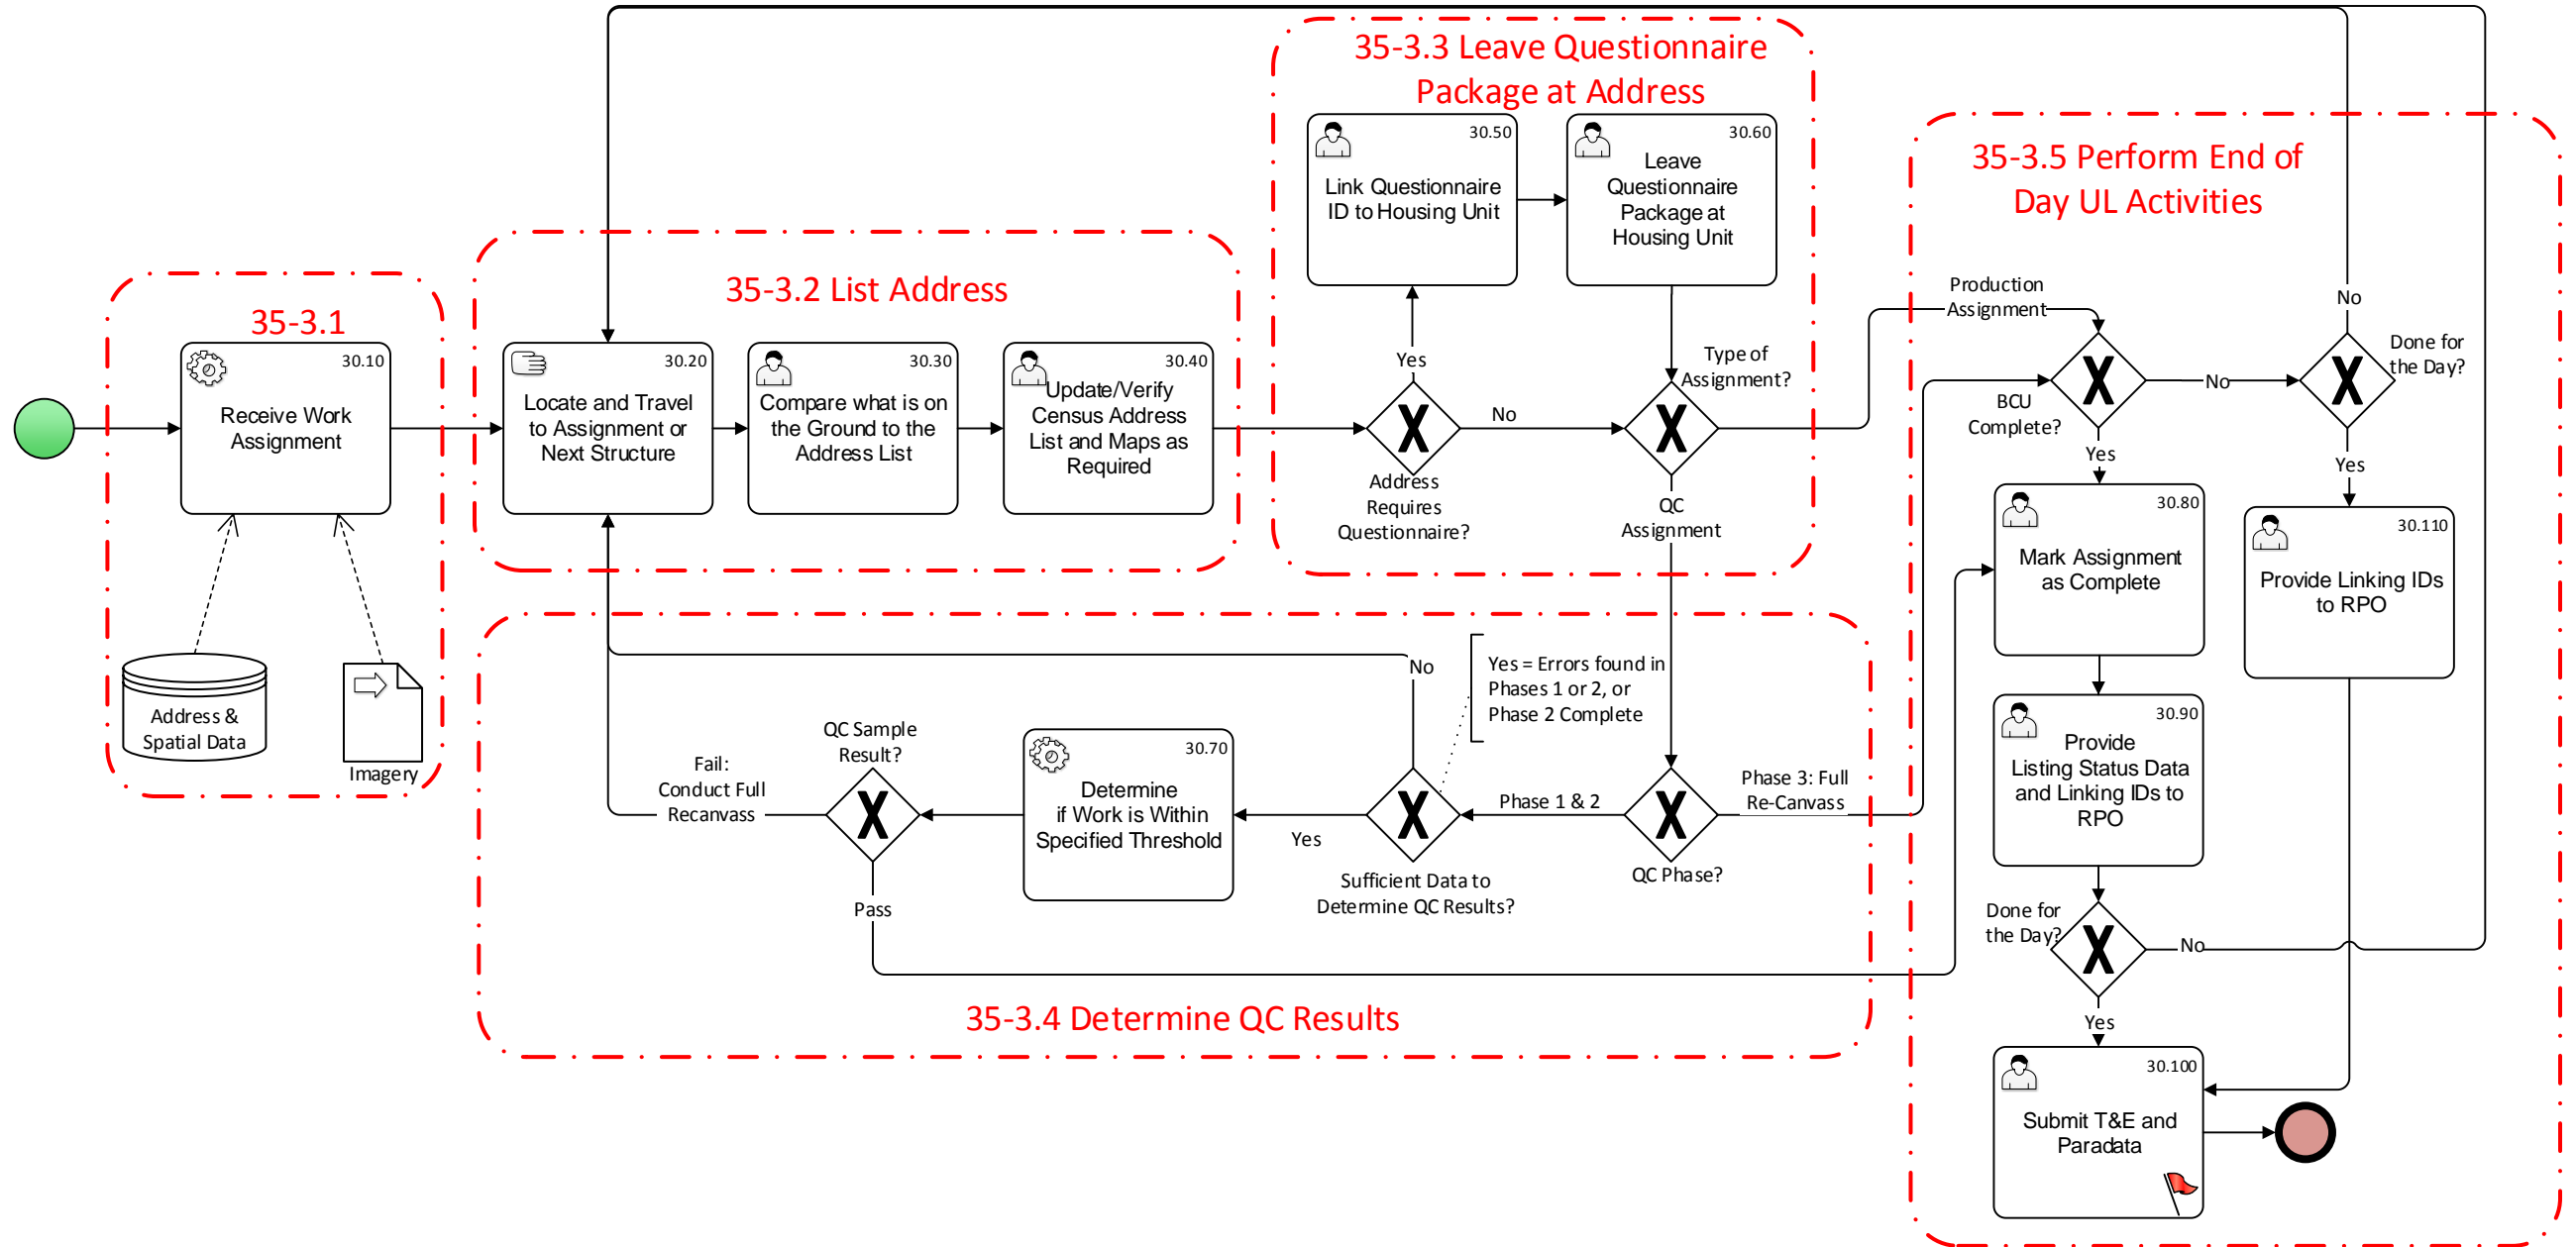 35-3.1
30.10
Receive Work
Assignment
Address &
Spatial Data
Imagery
35-3.2 List Address
30.20
Locate and Travel
to Assignment or
Next Structure
30.30
Compare what is on
the Ground to the
Address List
30.40
Update/Verify
Census Address
List and Maps as
Required
35-3.3 Leave Questionnaire
Package at Address
30.50
Link Questionnaire
ID to Housing Unit
30.60
Leave
Questionnaire
Package at
Housing Unit
Yes
Address
Requires
Questionnaire?
No
Type of
Assignment?
QC
Assignment
Production
Assignment
35-3.4 Determine QC Results
QC Phase?
Phase 3: Full
Re-Canvass
Phase 1 & 2
Yes = Errors found in
Phases 1 or 2, or
Phase 2 Complete
No
Sufficient Data to
Determine QC Results?
Yes
30.70
Determine
if Work is Within
Specified Threshold
QC Sample
Result?
Fail:
Conduct Full
Recanvass
Pass
35-3.5 Perform End of
Day UL Activities
BCU
Complete?
No
Yes
No
Done for
the Day?
Yes
30.80
Mark Assignment
as Complete
30.110
Provide Linking IDs
to RPO
30.90
Provide
Listing Status Data
and Linking IDs to
RPO
Done for
the Day?
No
Yes
30.100
Submit T&E and
Paradata